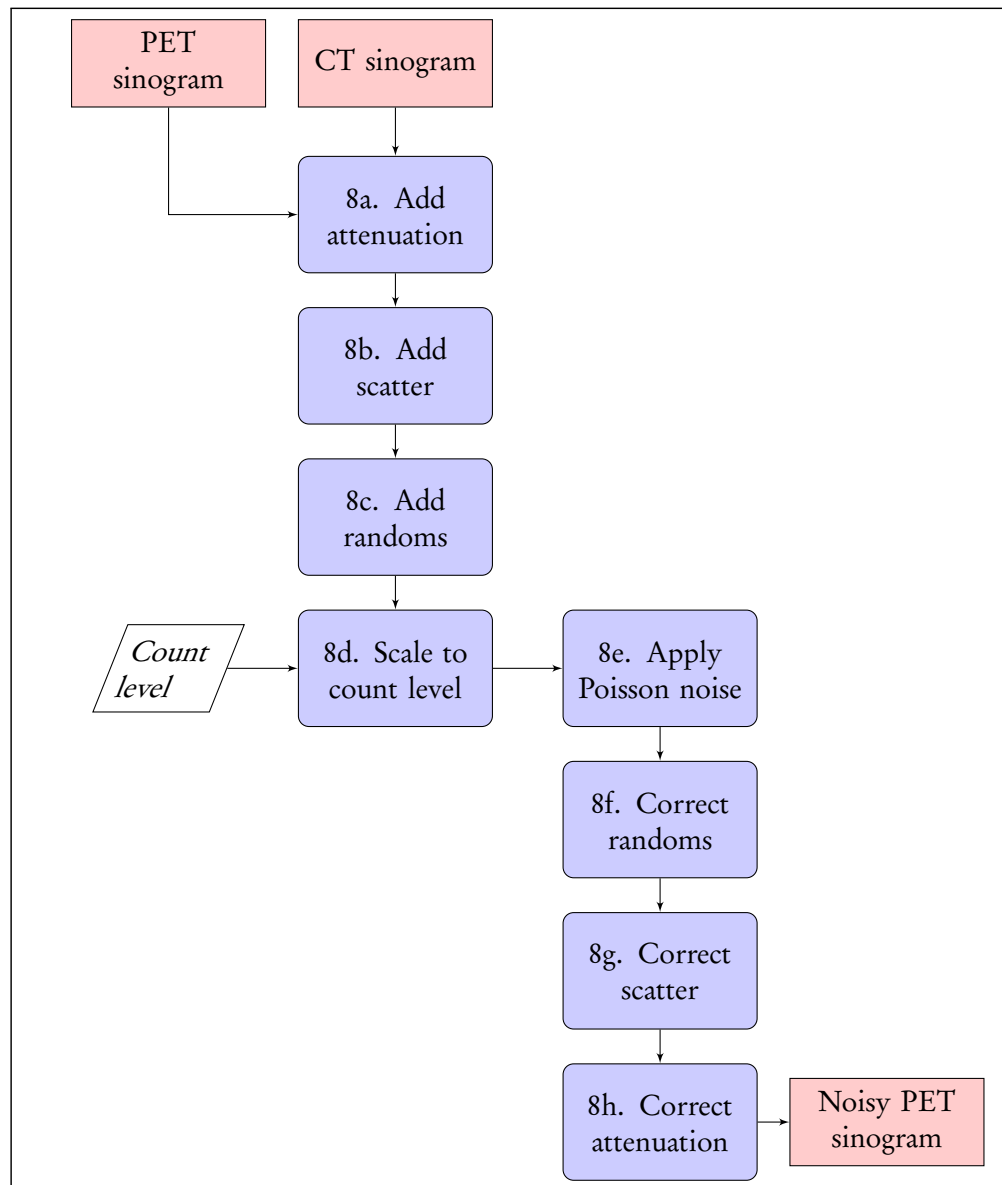 PET
sinogram
CT sinogram
8a. Add
attenuation
8b. Add
scatter
8c. Add
randoms
Count
level
8d. Scale to
count level
8e. Apply
Poisson noise
8f. Correct
randoms
8g. Correct
scatter
8h. Correct
attenuation
Noisy PET
sinogram